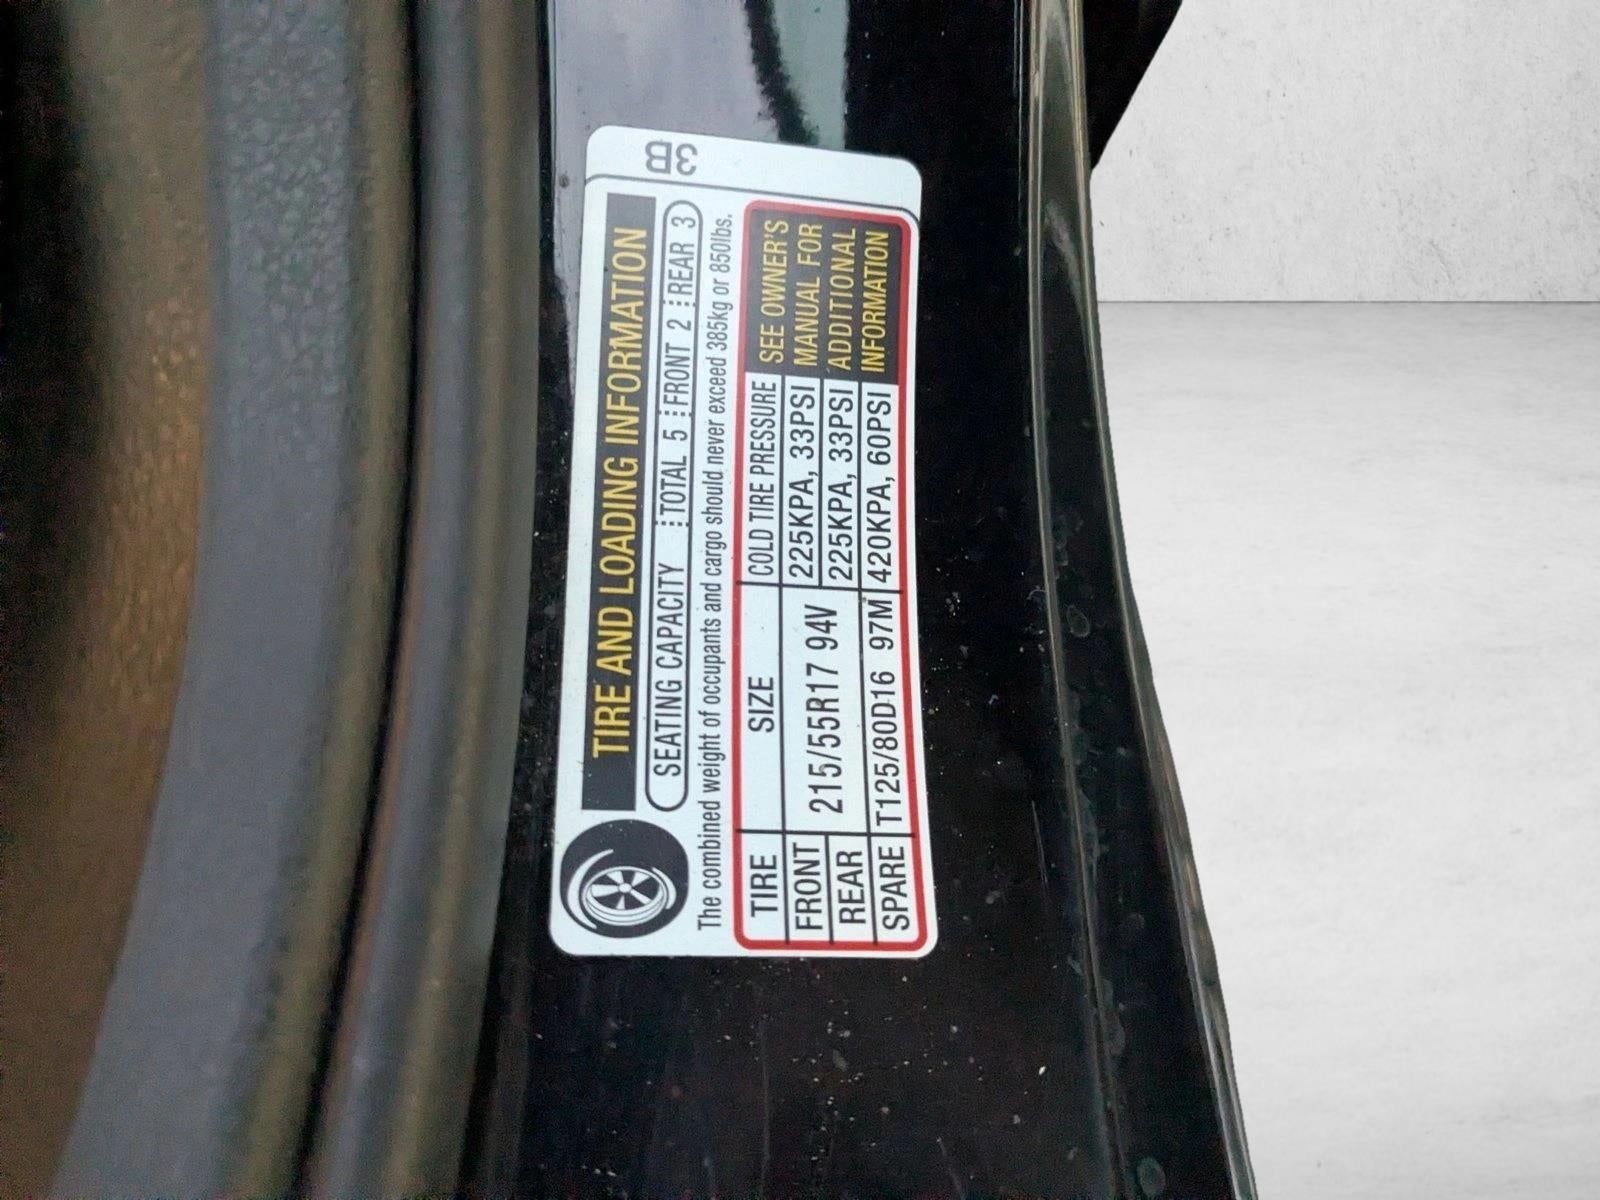 3B
TIRE AND LOADING INFORMATION
SEATING CAPACITY TOTAL 5 FRONT 2 REAR 3
The combined weight of occupants and cargo should never exceed 385kg or 850lbs.
TIRE SIZE COLD TIRE PRESSURE
FRONT 215/55R17 94V 225KPA, 33PSI
REAR 225KPA, 33PSI
SPARE T125/80D16 97M 420KPA, 60PSI
SEE OWNER'S
MANUAL FOR
ADDITIONAL
INFORMATION